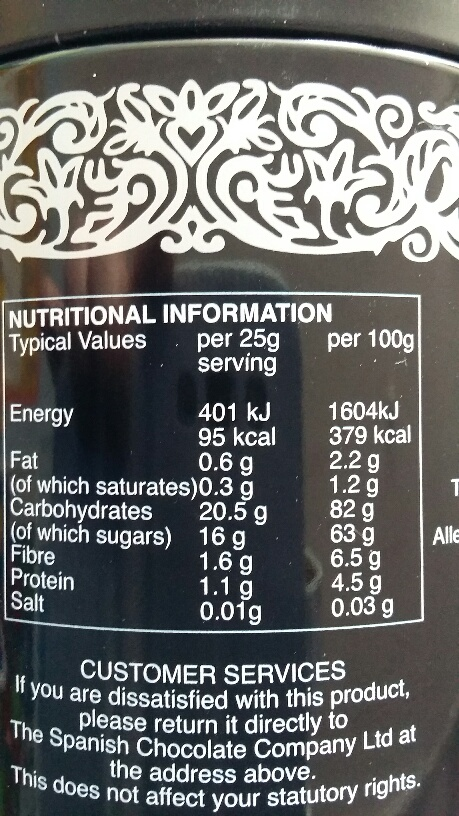 NUTRITIONAL INFORMATION
Typical Values per 25g per 100g
serving
Energy 401 kJ 1604kJ
95 kcal 379 kcal
Fat 0.6 g 2.2 g
(of which saturates) 0.3 g 1.2 g
Carbohydrates 20.5 g 82 g
(of which sugars) 16 g 63 g
Fibre 1.6 g 6.5 g
Protein 1.1 g 4.5 g
Salt 0.01g 0.03 g
T
Alle
CUSTOMER SERVICES
If you are dissatisfied with this product,
please return it directly to
The Spanish Chocolate Company Ltd at
the address above.
This does not affect your statutory rights.